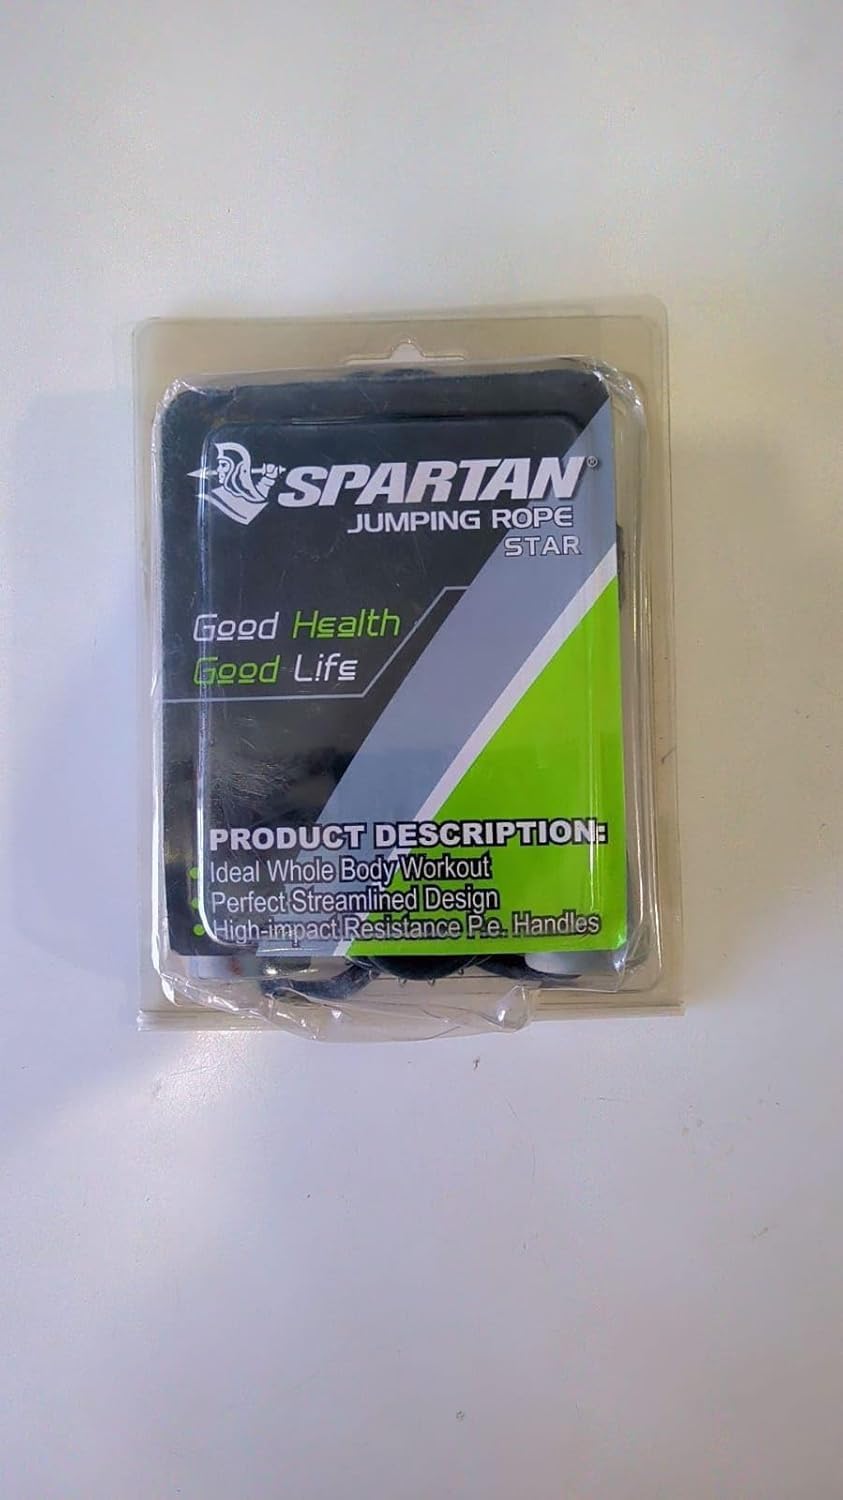 SPARTAN®
JUMPING ROPE
STAR
Good Health
Good Life
PRODUCT DESCRIPTION:
• Ideal Whole Body Workout
• Perfect Streamlined Design
• High-impact Resistance P.e. Handles